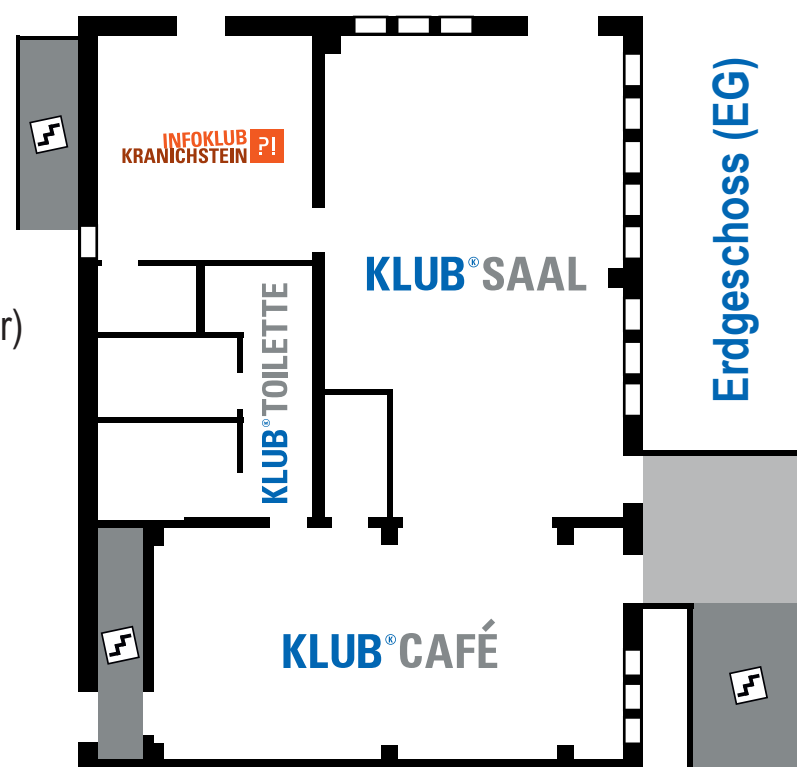 INFOKLUB
KRANICHSTEIN ?!
KLUB®SAAL
Erdgeschoss (EG)
r)
KLUB®TOILETTE
KLUB®CAFÉ